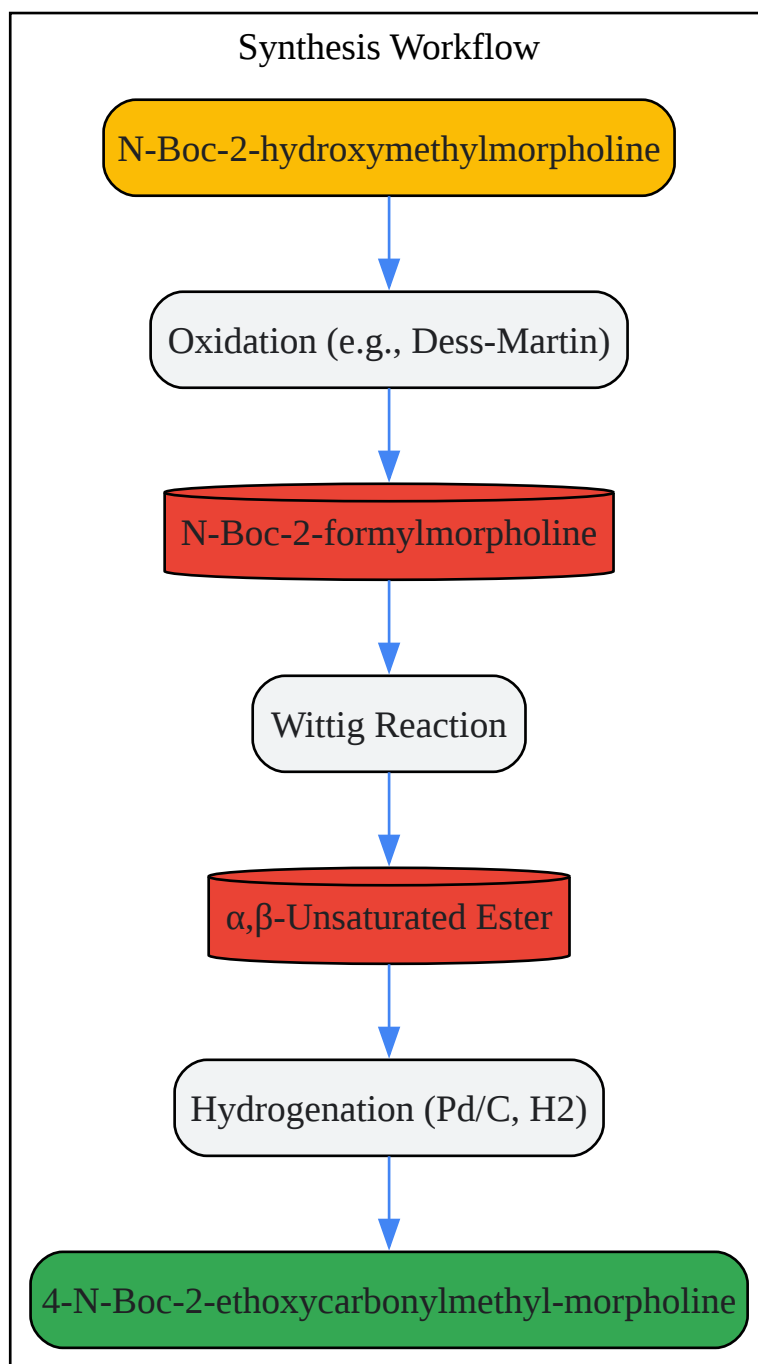 Synthesis Workflow
N-Boc-2-hydroxymethylmorpholine
Oxidation (e.g., Dess-Martin)
N-Boc-2-formylmorpholine
Wittig Reaction
α,β-Unsaturated Ester
Hydrogenation (Pd/C, H2)
4-N-Boc-2-ethoxycarbonylmethyl-morpholine